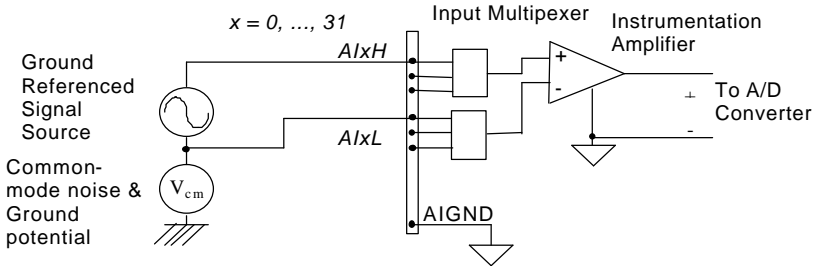 x = 0, ..., 31
Input Multipexer
Instrumentation
Amplifier
Ground
Referenced
Signal
Source
AIxH
+
-
AIxL
+
-
To A/D
Converter
Common-
mode noise &
Ground
potential
Vcm
AIGND